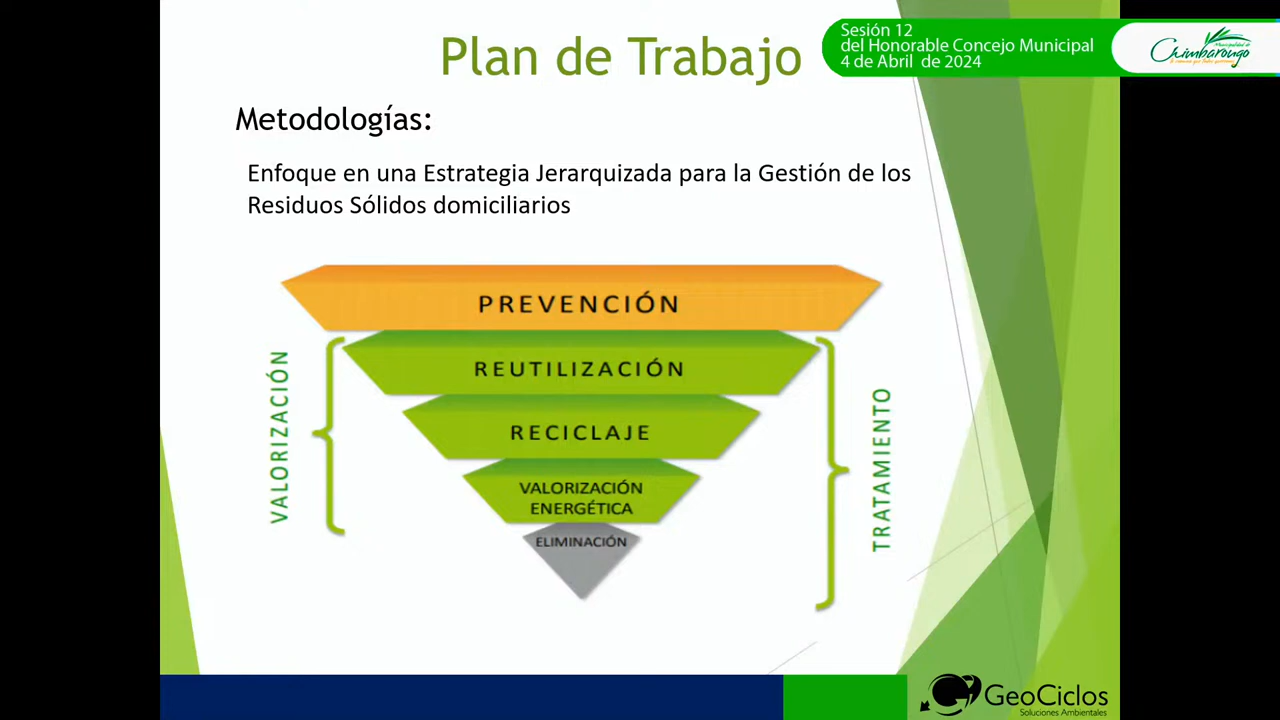 Plan de Trabajo
Sesión 12
del Honorable Concejo Municipal
4 de Abril de 2024
Municipalidad de
Chimbarongo
Metodologías:
Enfoque en una Estrategia Jerarquizada para la Gestión de los
Residuos Sólidos domiciliarios
PREVENCIÓN
VALORIZACIÓN
REUTILIZACIÓN
RECICLAJE
VALORIZACIÓN
ENERGÉTICA
ELIMINACIÓN
TRATAMIENTO
GeoCiclos
Soluciones Ambientales